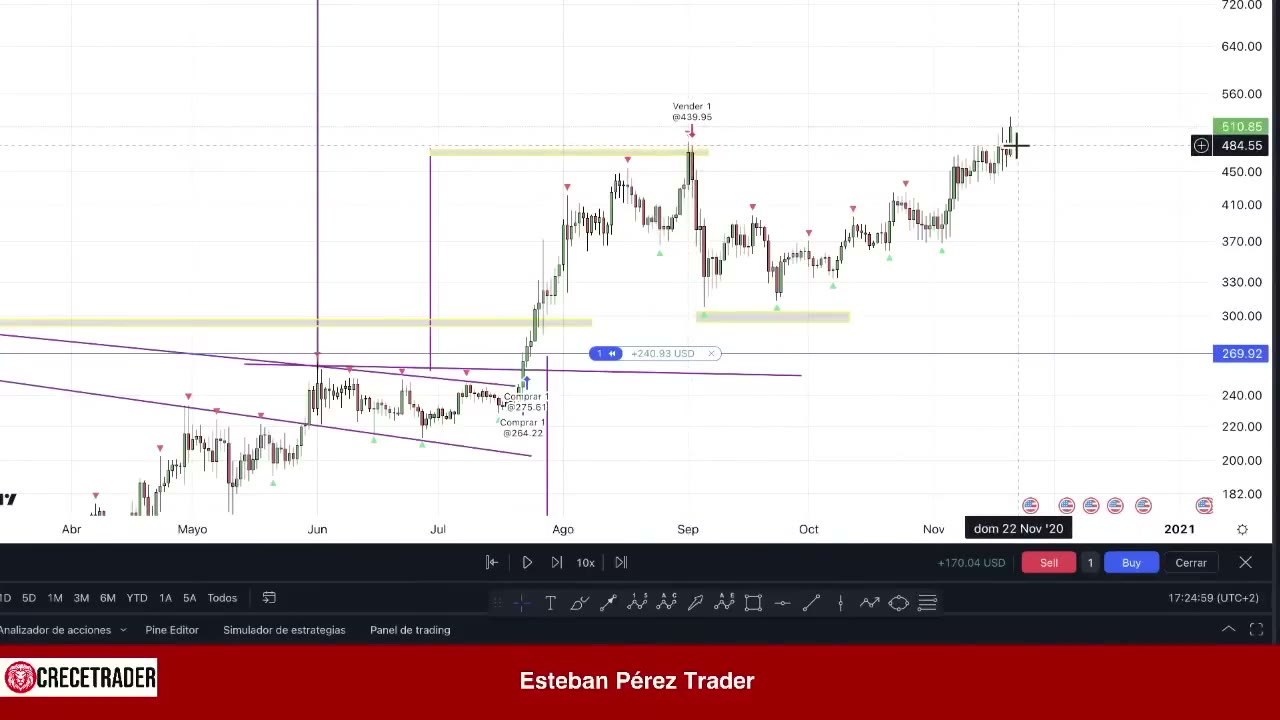 720.00
640.00
560.00
Vender 1
@439.95
510.85
484.55
450.00
410.00
370.00
330.00
300.00
1 +240.93 USD
269.92
Comprar 1
@275.61
240.00
Comprar 1
@264.22
220.00
200.00
182.00
Abr Mayo Jun Jul Ago Sep Oct Nov dom 22 Nov '20 2021
10x +170.04 USD Sell 1 Buy Cerrar
1D 5D 1M 3M 6M YTD 1A 5A Todos 17:24:59 (UTC+2)
Analizador de acciones Pine Editor Simulador de estrategias Panel de trading
CRECETRADER
Esteban Pérez Trader